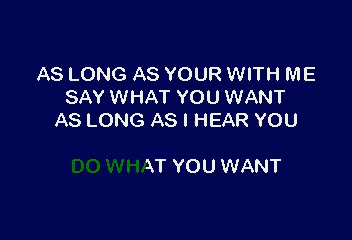 AS LONG AS YOUR WITH ME
SAY WHAT YOU WANT
AS LONG AS I HEAR YOU
DO WHAT YOU WANT